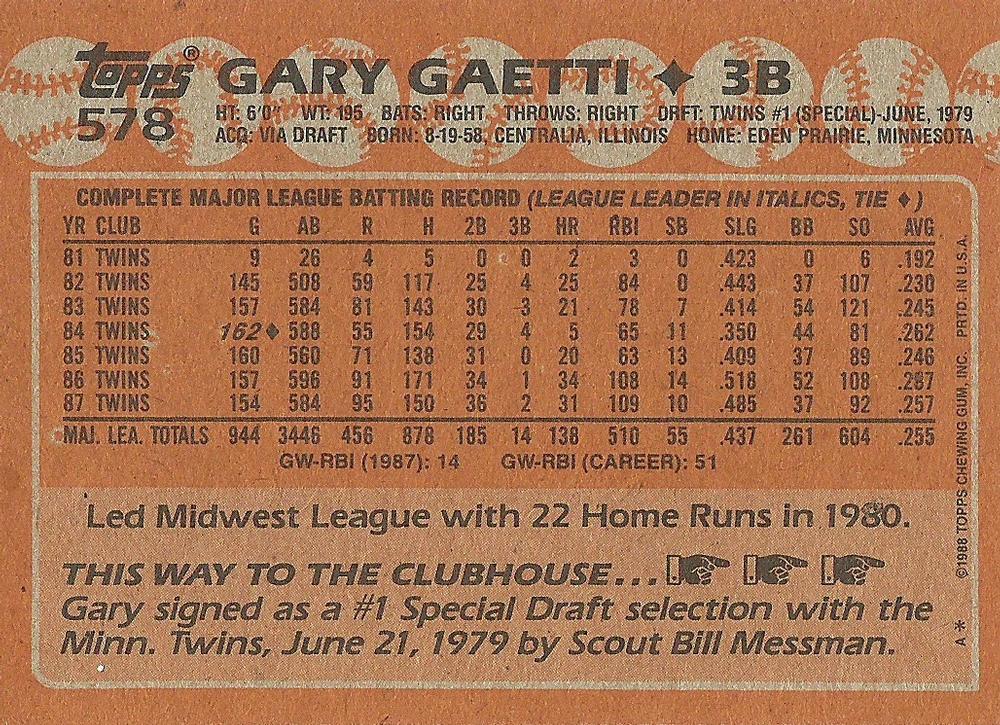 Topps® GARY GAETTI ♦ 3B
578 HT: 6'0" WT: 195 BATS: RIGHT THROWS: RIGHT DRFT: TWINS #1 (SPECIAL)-JUNE, 1979
ACQ: VIA DRAFT BORN: 8-19-58, CENTRALIA, ILLINOIS HOME: EDEN PRAIRIE, MINNESOTA
COMPLETE MAJOR LEAGUE BATTING RECORD (LEAGUE LEADER IN ITALICS, TIE ♦)
YR CLUB G AB R H 2B 3B HR RBI SB SLG BB SO AVG
81 TWINS 9 26 4 5 0 0 2 3 0 .423 0 6 .192
82 TWINS 145 508 59 117 25 4 25 84 0 .443 37 107 .230
83 TWINS 157 584 81 143 30 3 21 78 7 .414 54 121 .245
84 TWINS 162♦ 588 55 154 29 4 5 65 11 .350 44 81 .262
85 TWINS 160 560 71 138 31 0 20 63 13 .409 37 89 .246
86 TWINS 157 596 91 171 34 1 34 108 14 .518 52 108 .287
87 TWINS 154 584 95 150 36 2 31 109 10 .485 37 92 .257
MAJ. LEA. TOTALS 944 3446 456 878 185 14 138 510 55 .437 261 604 .255
GW-RBI (1987): 14 GW-RBI (CAREER): 51
Led Midwest League with 22 Home Runs in 1980.
THIS WAY TO THE CLUBHOUSE...
Gary signed as a #1 Special Draft selection with the
Minn. Twins, June 21, 1979 by Scout Bill Messman.
A* ©1988 TOPPS CHEWING GUM, INC. PRTD. IN U.S.A.